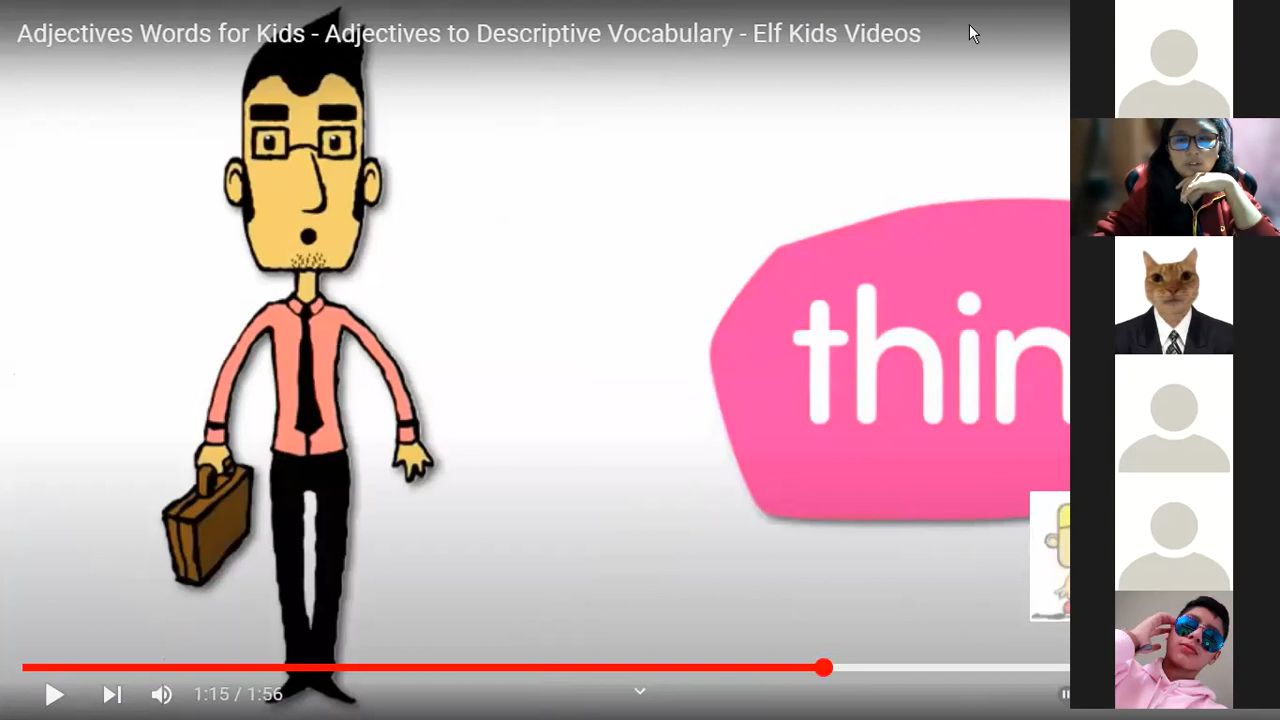 Adjectives Words for Kids - Adjectives to Descriptive Vocabulary - Elf Kids Videos
thin
1:15 / 1:56